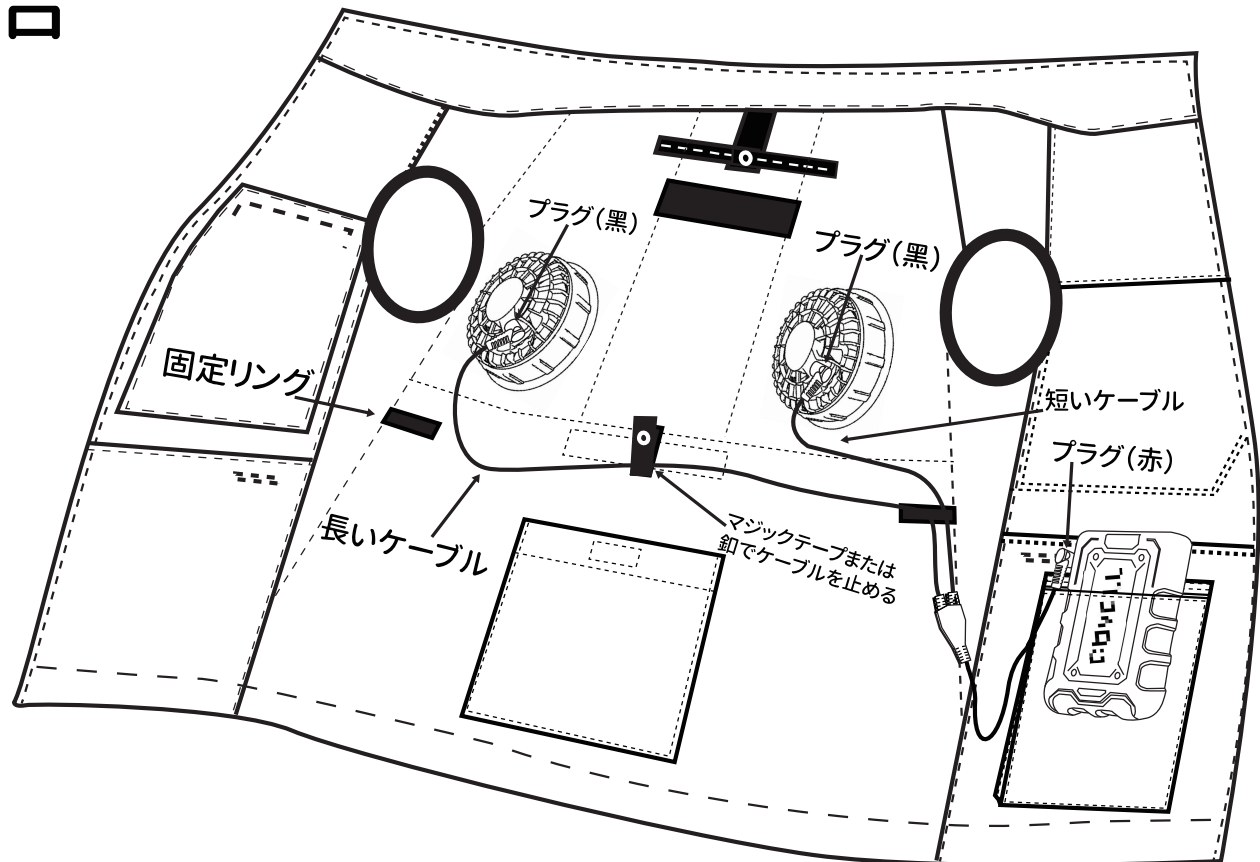 ロ
プラグ（黑）
プラグ（黑）
固定リング
短いケーブル
プラグ（赤）
長いケーブル
マジックテープまたは
釦でケーブルを止める